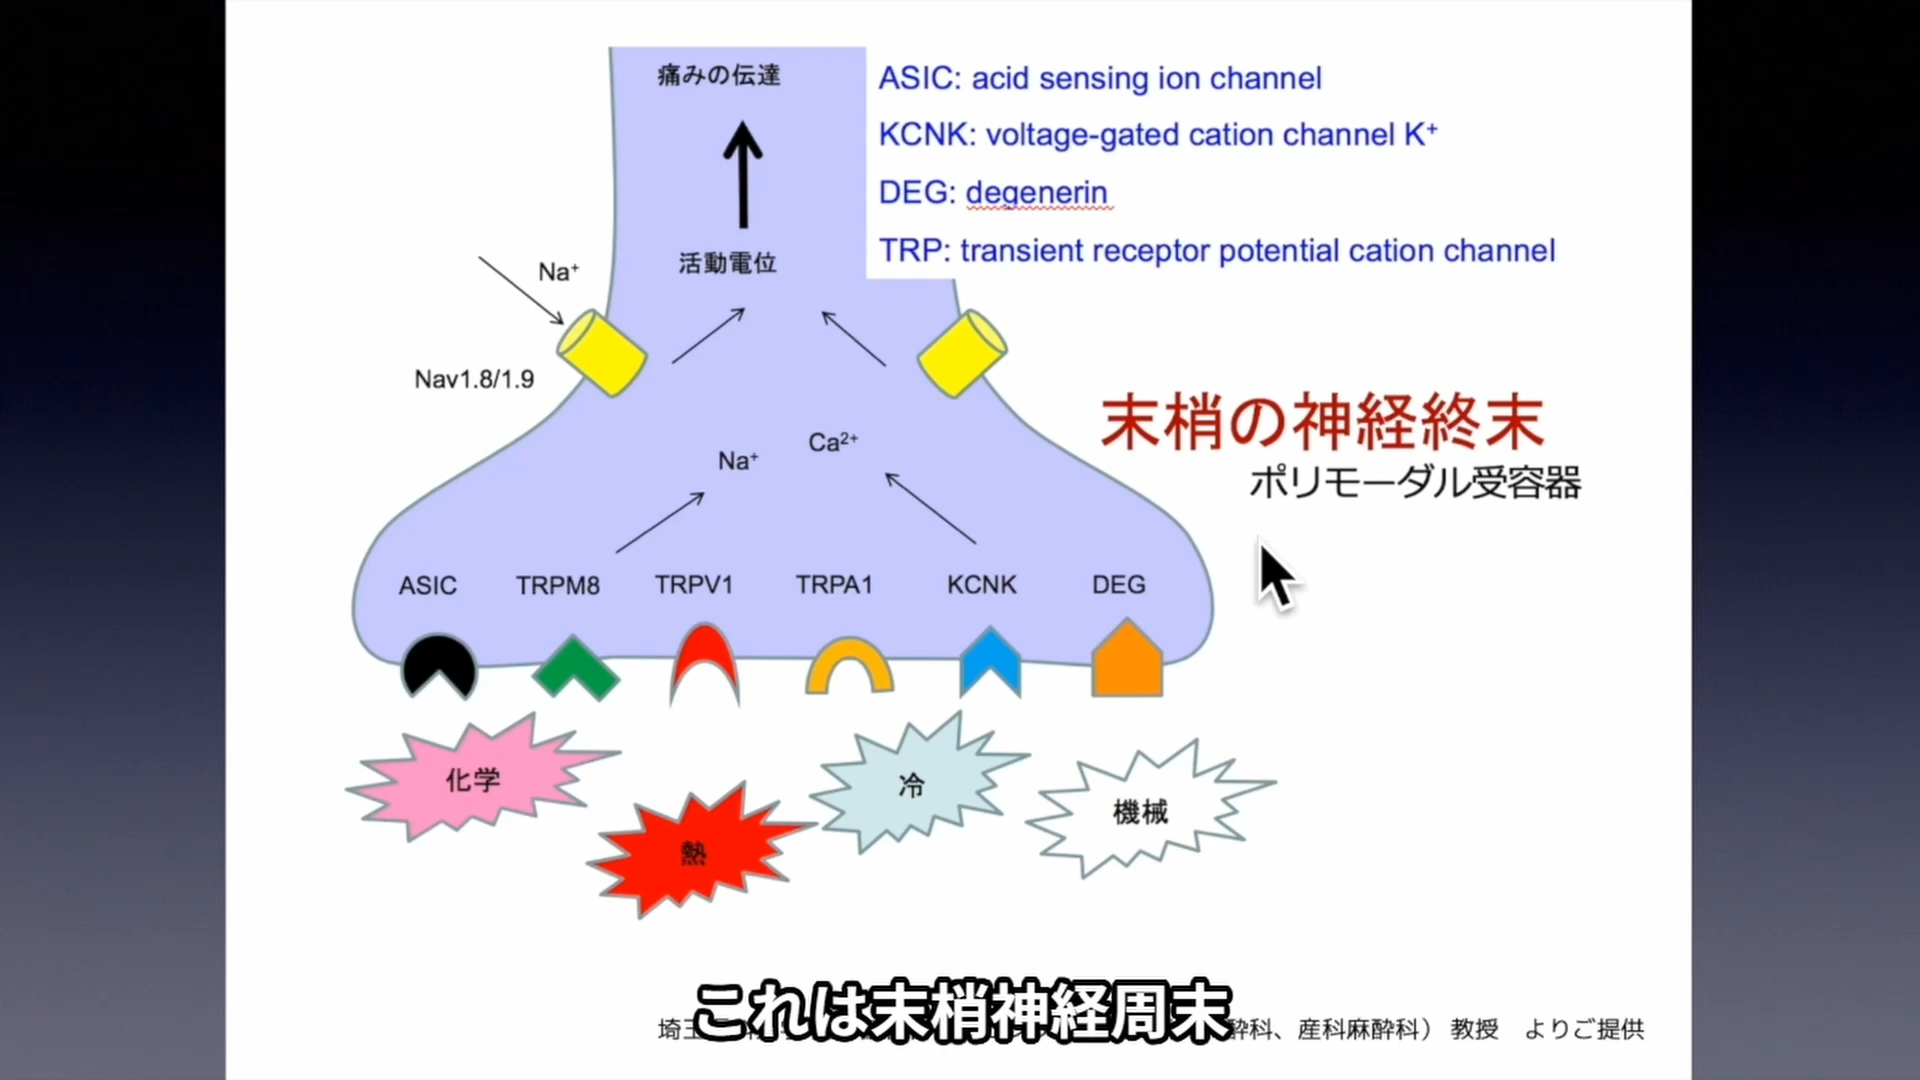 痛みの伝達
ASIC: acid sensing ion channel
KCNK: voltage-gated cation channel K⁺
DEG: degenerin
TRP: transient receptor potential cation channel
活動電位
Na⁺
Nav1.8/1.9
末梢の神経終末
ポリモーダル受容器
Na⁺
Ca²⁺
ASIC TRPM8 TRPV1 TRPA1 KCNK DEG
化学
冷
機械
熱
これは末梢神経周末
埼玉 酔科、産科麻酔科） 教授 よりご提供